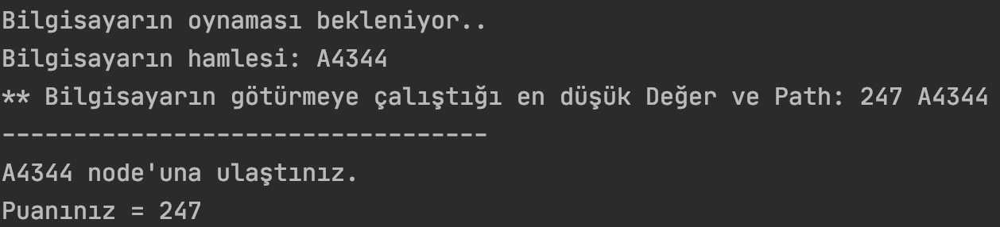 Bilgisayarın oynaması bekleniyor..
Bilgisayarın hamlesi: A4344
** Bilgisayarın götürmeye çalıştığı en düşük Değer ve Path: 247 A4344
----------------------------------
A4344 node'una ulaştınız.
Puanınız = 247